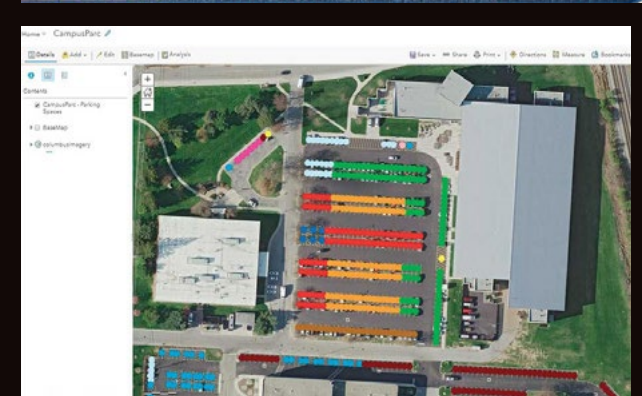 Home CampusParc
Details Add Edit Basemap Analysis Save Share Print Directions Measure Bookmarks
Contents
CampusParc - Parking
Spaces
BaseMap
columbusimagery